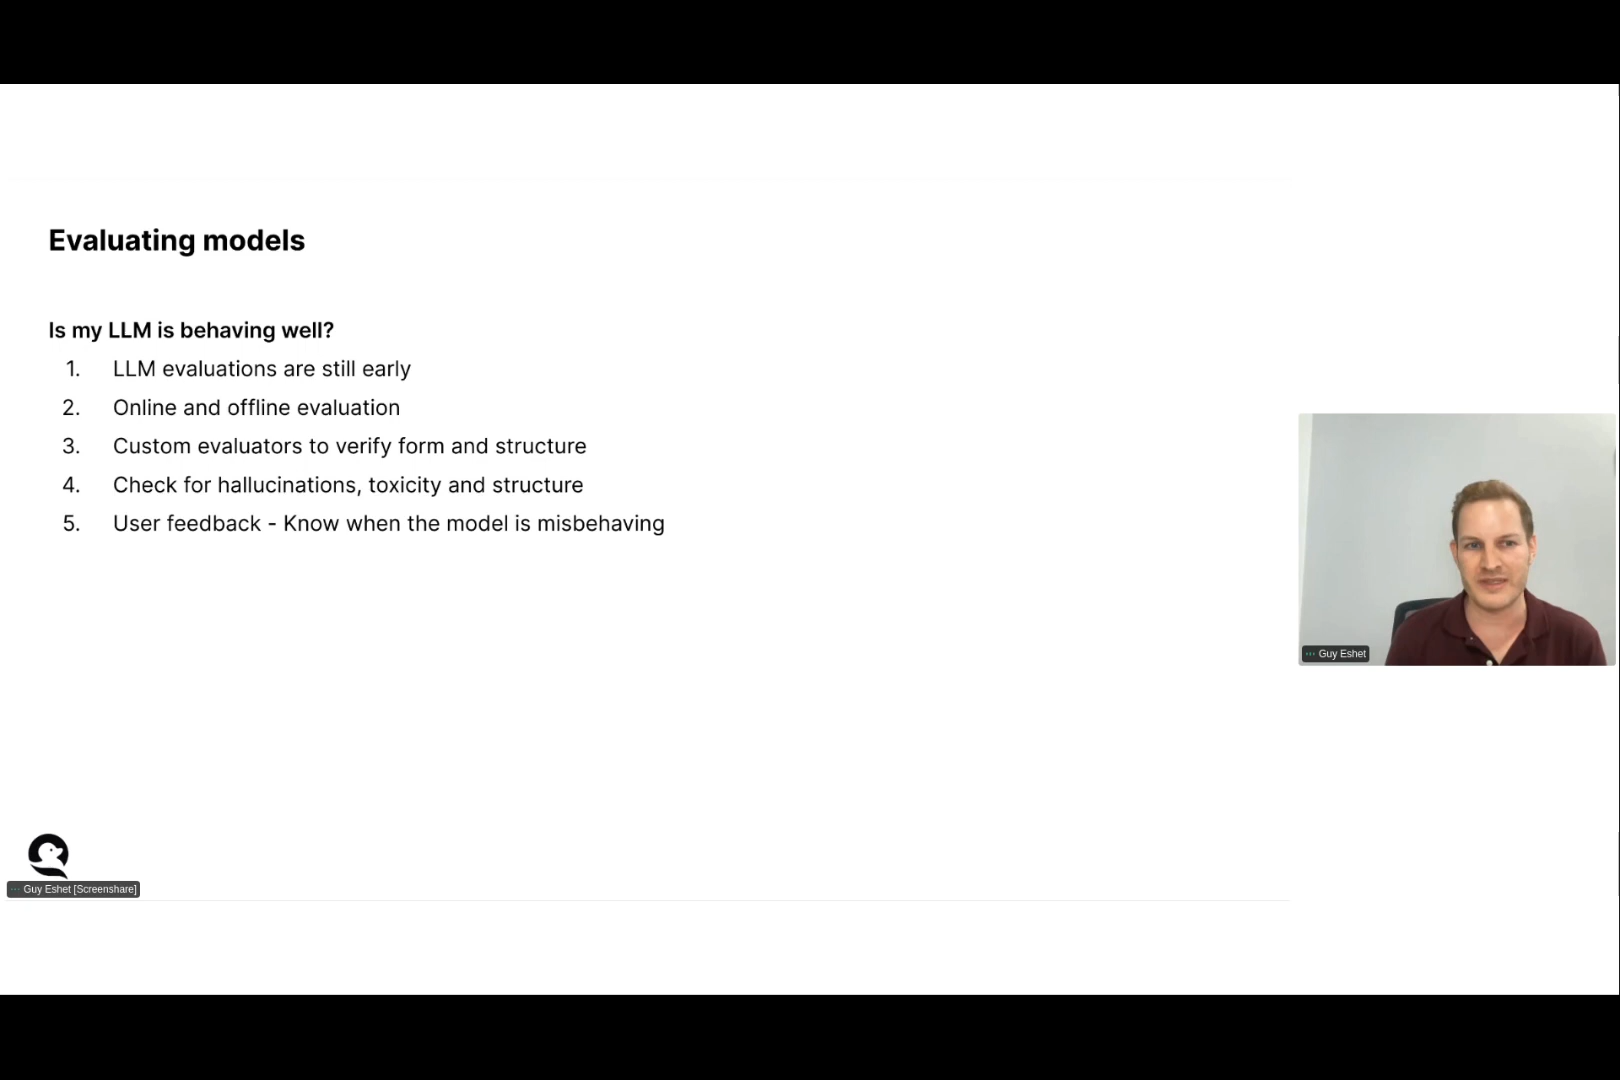 Evaluating models
Is my LLM is behaving well?
1. LLM evaluations are still early
2. Online and offline evaluation
3. Custom evaluators to verify form and structure
4. Check for hallucinations, toxicity and structure
5. User feedback - Know when the model is misbehaving
Guy Eshet
Guy Eshet [Screenshare]